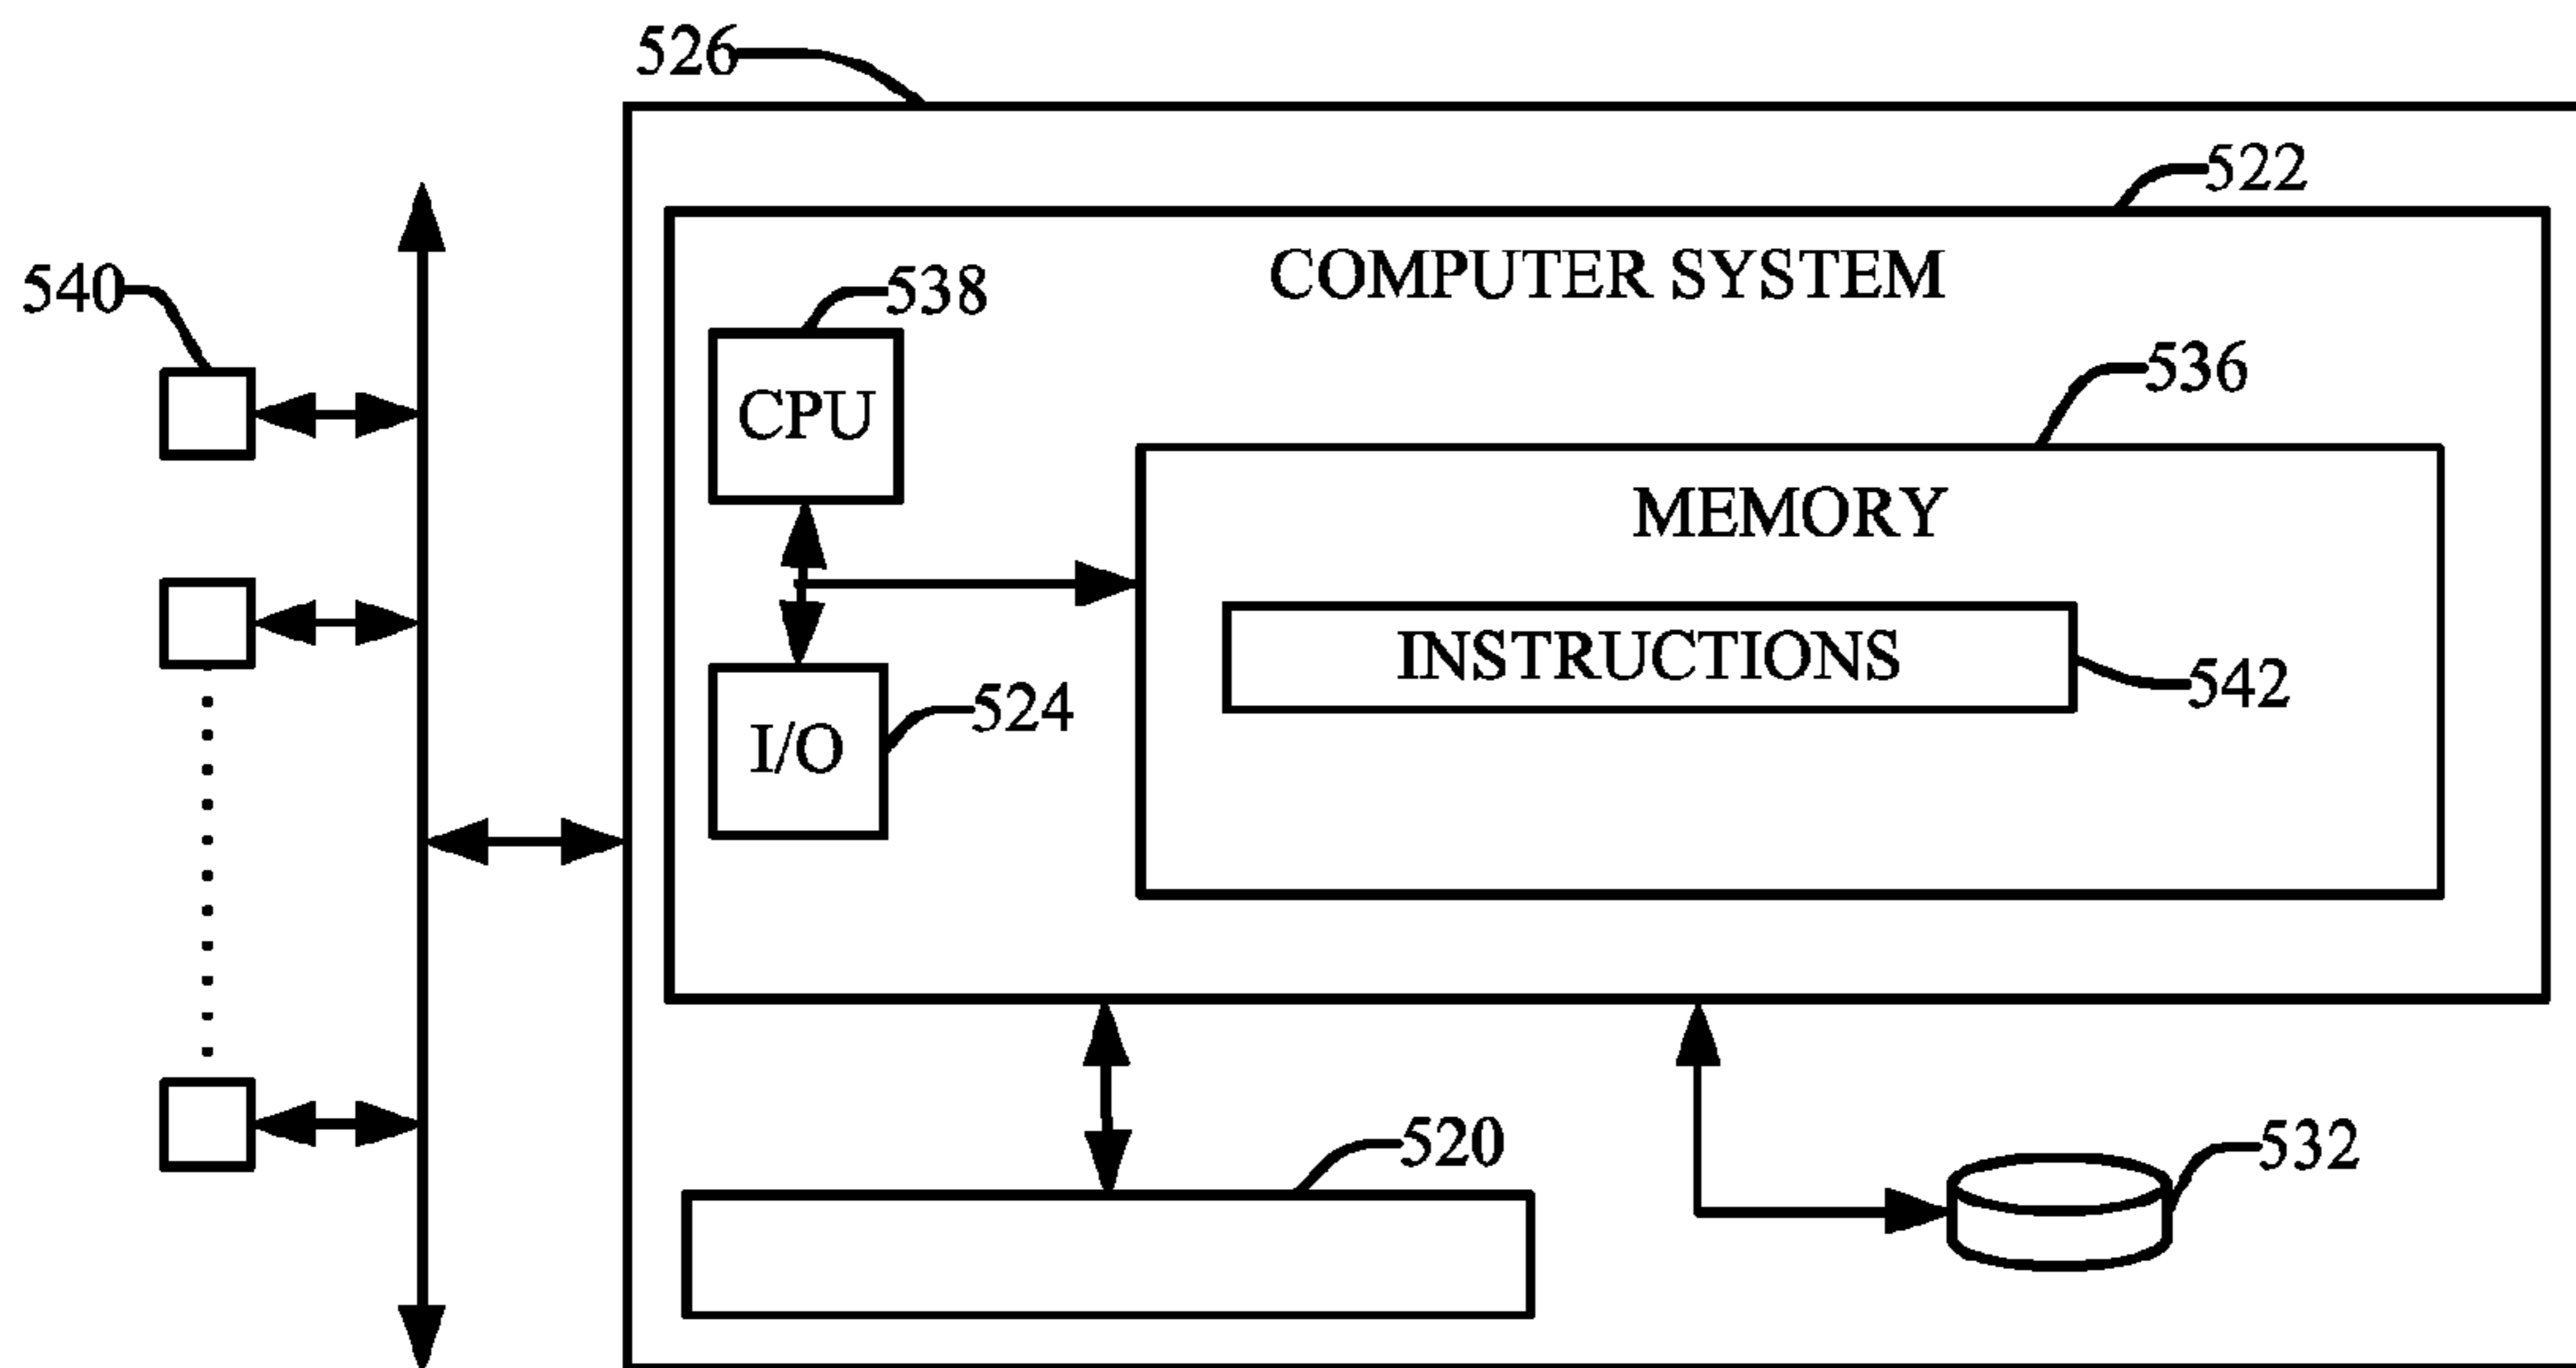 526
522
COMPUTER SYSTEM
540
538
536
CPU
MEMORY
INSTRUCTIONS
542
524
I/O
520
532